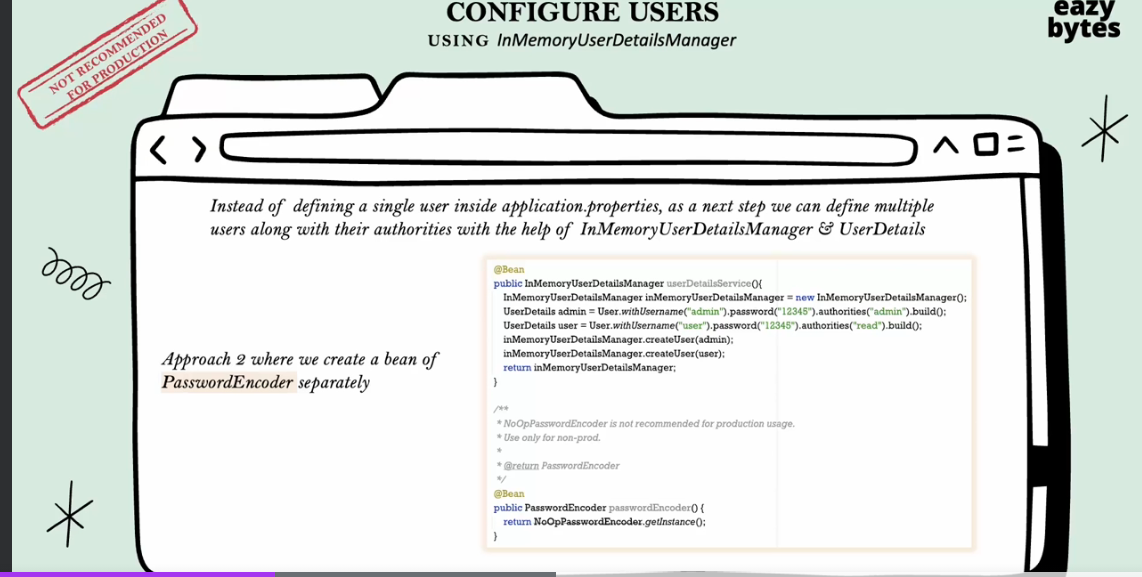 NOT RECOMMENDED
FOR PRODUCTION
CONFIGURE USERS
USING InMemoryUserDetailsManager
eazy
bytes
Instead of defining a single user inside application.properties, as a next step we can define multiple
users along with their authorities with the help of InMemoryUserDetailsManager & UserDetails
Approach 2 where we create a bean of
PasswordEncoder separately
@Bean
public InMemoryUserDetailsManager userDetailsService(){
InMemoryUserDetailsManager inMemoryUserDetailsManager = new InMemoryUserDetailsManager();
UserDetails admin = User.withUsername("admin").password("12345").authorities("admin").build();
UserDetails user = User.withUsername("user").password("12345").authorities("read").build();
inMemoryUserDetailsManager.createUser(admin);
inMemoryUserDetailsManager.createUser(user);
return inMemoryUserDetailsManager;
}
/**
* NoOpPasswordEncoder is not recommended for production usage.
* Use only for non-prod.
*
* @return PasswordEncoder
*/
@Bean
public PasswordEncoder passwordEncoder() {
return NoOpPasswordEncoder.getInstance();
}